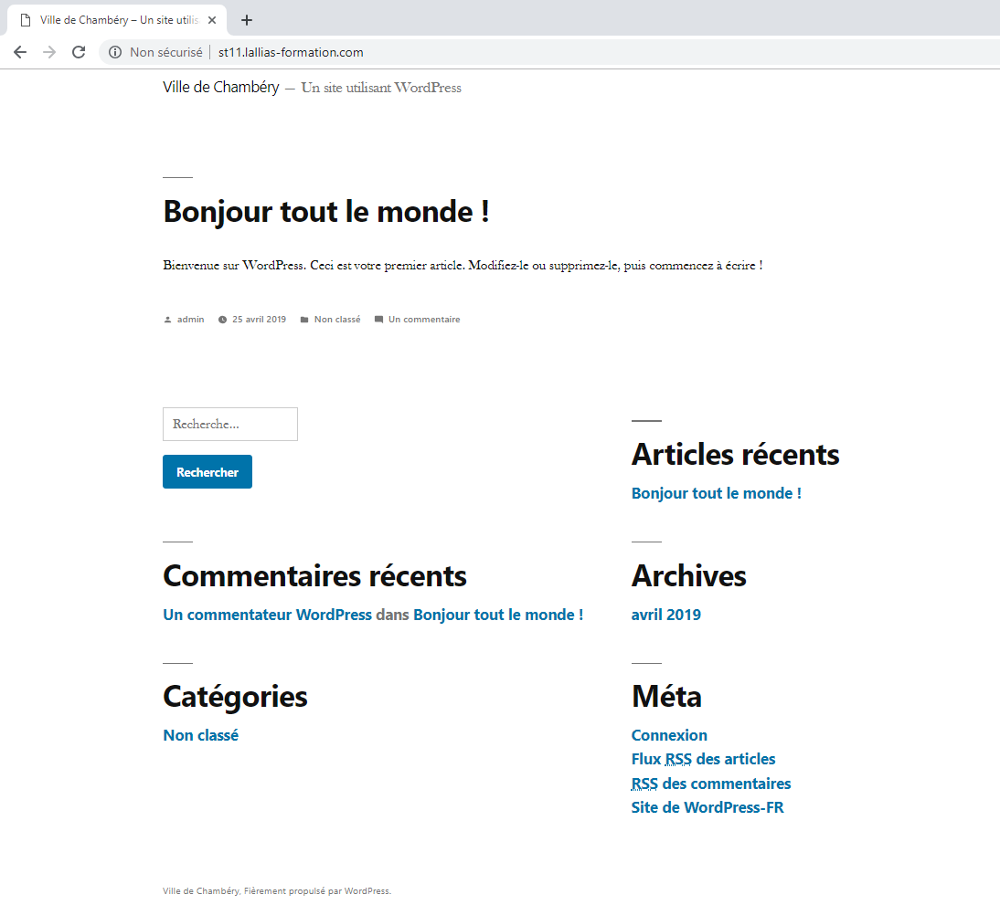 Ville de Chambéry – Un site utilis
Non sécurisé | st11.lallias-formation.com
Ville de Chambéry — Un site utilisant WordPress
Bonjour tout le monde !
Bienvenue sur WordPress. Ceci est votre premier article. Modifiez-le ou supprimez-le, puis commencez à écrire !
admin 25 avril 2019 Non classé Un commentaire
Recherche…
Rechercher
Articles récents
Bonjour tout le monde !
Commentaires récents
Un commentateur WordPress dans Bonjour tout le monde !
Archives
avril 2019
Catégories
Non classé
Méta
Connexion
Flux RSS des articles
RSS des commentaires
Site de WordPress-FR
Ville de Chambéry, Fièrement propulsé par WordPress.